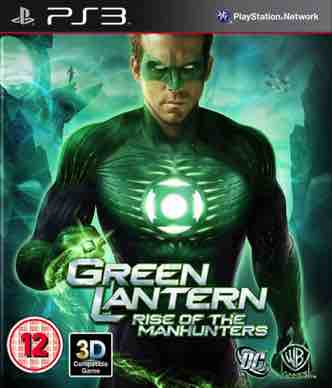 PS3
PlayStation Network
GREEN
LANTERN
RISE OF THE
MANHUNTERS
12
3D
Compatible
Game
DC
WB